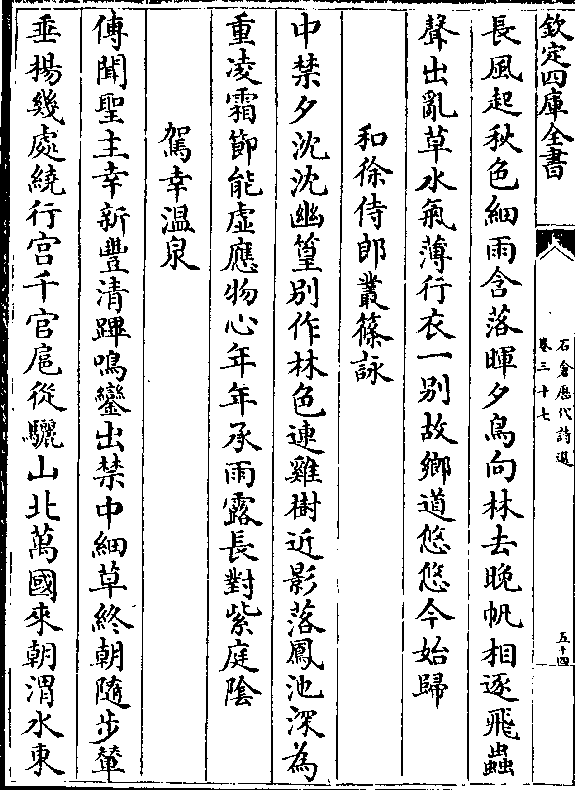 欽定四庫全書
石倉歷代詩選
卷三十七
五十四
長風起秋色細雨含落暉夕鳥向林去晚帆相逐飛蟲
聲出亂草水氣薄行衣一別故鄉道悠悠今始歸
和徐侍郎叢篠詠
中禁夕沈沈幽篁別作林色連雞樹近影落鳳池深為
重凌霜節能虛應物心年年承雨露長對紫庭陰
駕幸溫泉
傳聞聖主幸新豐清蹕鳴鑾出禁中細草終朝隨步輦
垂楊幾處繞行宮千官扈從驪山北萬國來朝渭水東